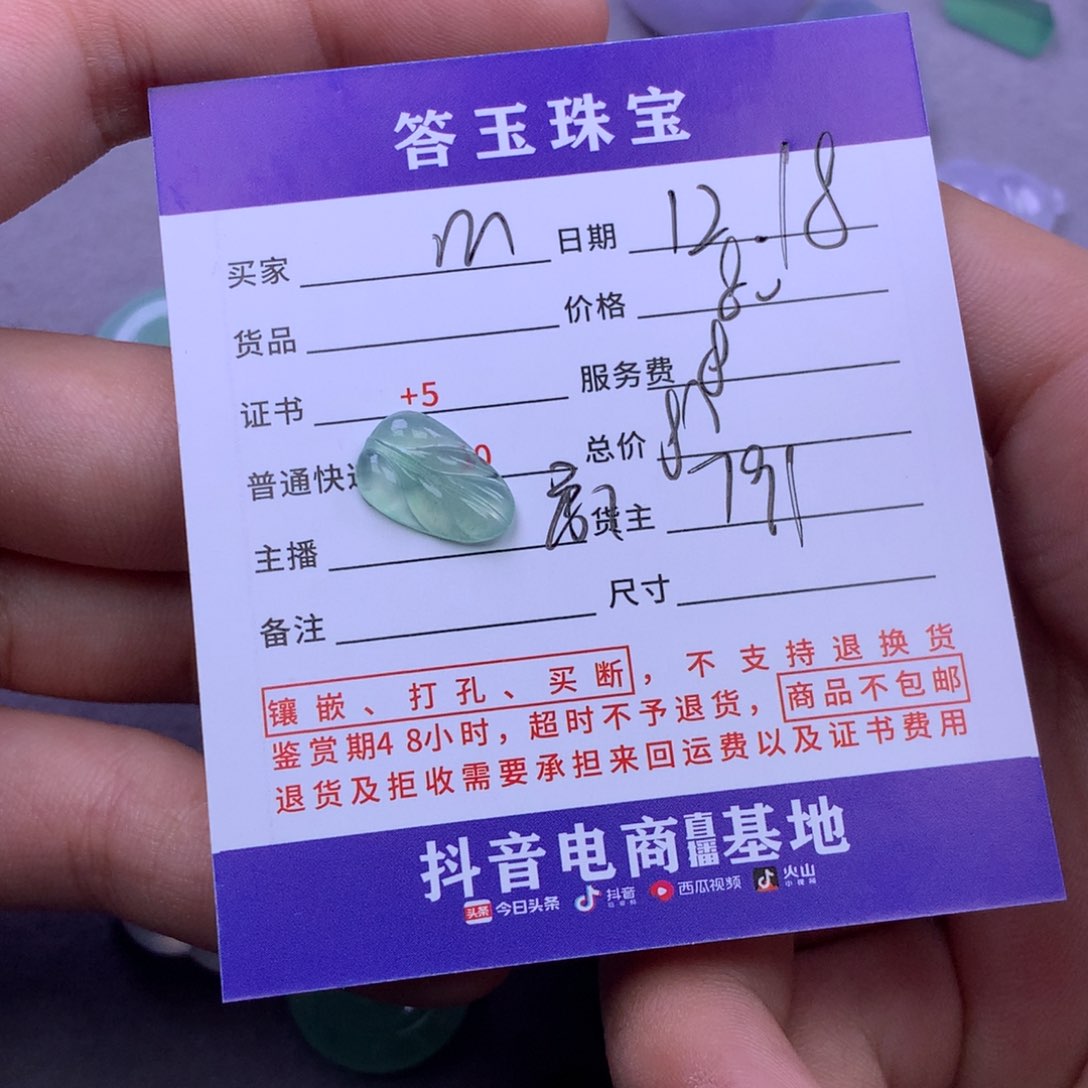 答玉珠宝
买家 m 日期 12.18
货品 价格 80
证书 +5 服务费 8
普通快 0 总价
主播 货主 791
备注 尺寸
镶嵌、打孔、买断，不支持退换货
鉴赏期48小时，超时不予退货，商品不包邮
退货及拒收需要承担来回运费以及证书费用
抖音电商直播基地
头条 今日头条 抖音 西瓜视频 火山